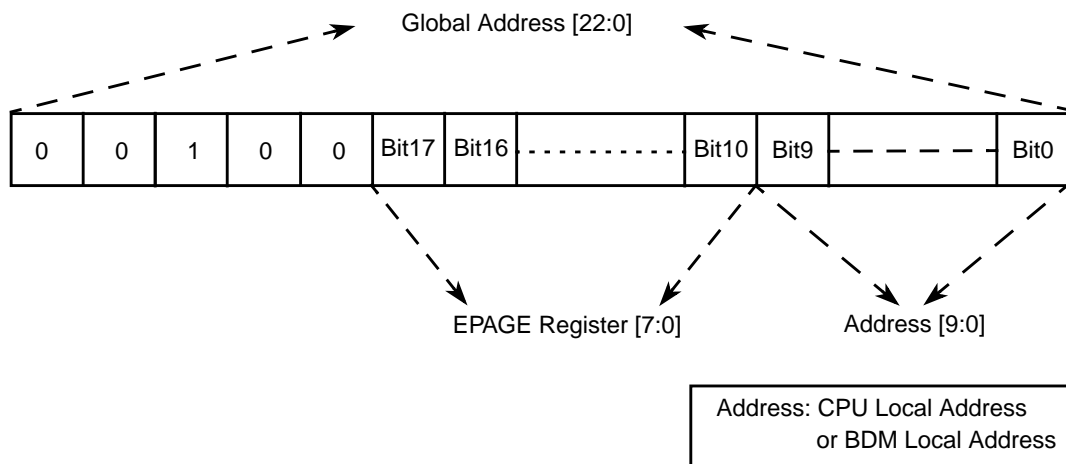 Global Address [22:0]
0 0 1 0 0 Bit17 Bit16 Bit10 Bit9 Bit0
EPAGE Register [7:0] Address [9:0]
Address: CPU Local Address
or BDM Local Address